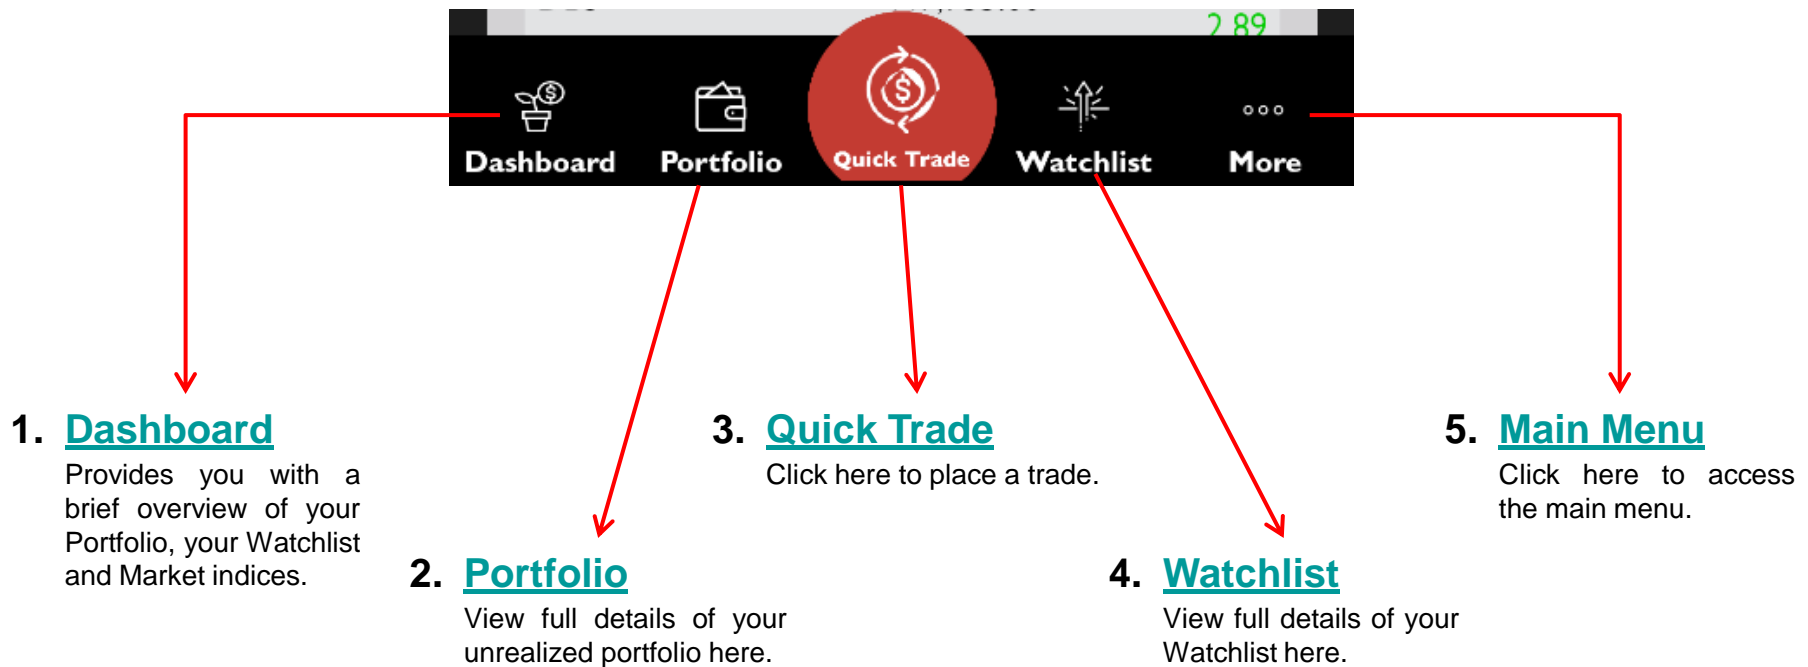 2.89
Dashboard
Portfolio
Quick Trade
Watchlist
More
1. Dashboard
Provides you with a
brief overview of your
Portfolio, your Watchlist
and Market indices.
2. Portfolio
View full details of your
unrealized portfolio here.
3. Quick Trade
Click here to place a trade.
4. Watchlist
View full details of your
Watchlist here.
5. Main Menu
Click here to access
the main menu.